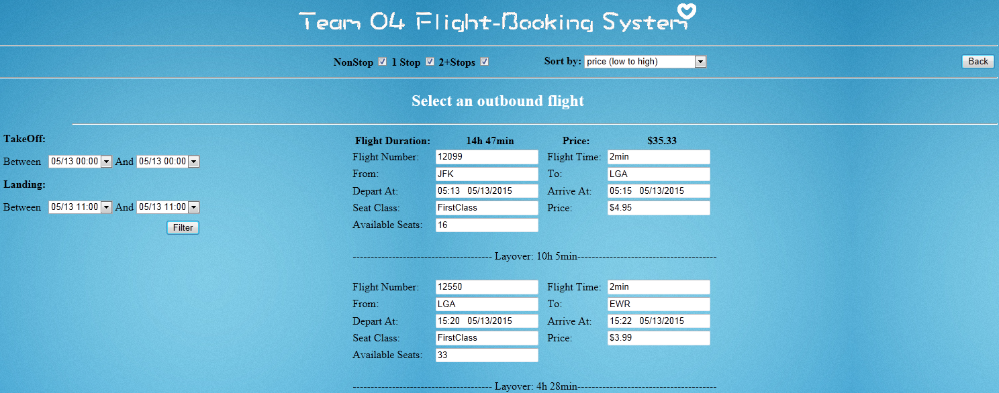 Team 04 Flight-Booking System
NonStop 1 Stop 2+Stops Sort by: price (low to high) Back
Select an outbound flight
TakeOff:
Between 05/13 00:00 And 05/13 00:00
Landing:
Between 05/13 11:00 And 05/13 11:00
Filter
Flight Duration: 14h 47min Price: $35.33
Flight Number: 12099 Flight Time: 2min
From: JFK To: LGA
Depart At: 05:13 05/13/2015 Arrive At: 05:15 05/13/2015
Seat Class: FirstClass Price: $4.95
Available Seats: 16
--------------------------------------- Layover: 10h 5min---------------------------------------
Flight Number: 12550 Flight Time: 2min
From: LGA To: EWR
Depart At: 15:20 05/13/2015 Arrive At: 15:22 05/13/2015
Seat Class: FirstClass Price: $3.99
Available Seats: 33
--------------------------------------- Layover: 4h 28min---------------------------------------